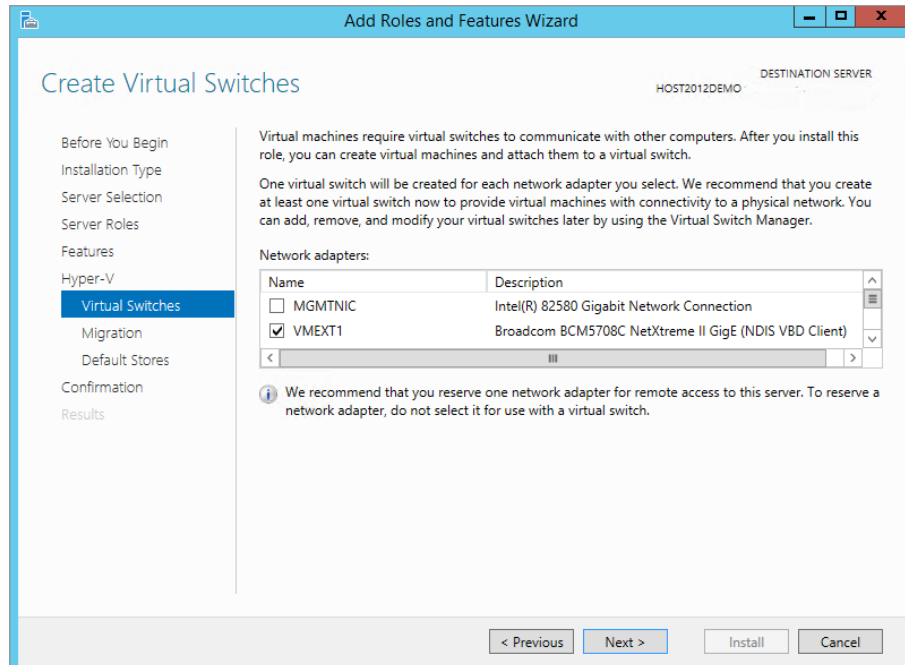 Add Roles and Features Wizard
Create Virtual Switches
DESTINATION SERVER
HOST2012DEMO
Before You Begin
Installation Type
Server Selection
Server Roles
Features
Hyper-V
Virtual Switches
Migration
Default Stores
Confirmation
Results
Virtual machines require virtual switches to communicate with other computers. After you install this
role, you can create virtual machines and attach them to a virtual switch.
One virtual switch will be created for each network adapter you select. We recommend that you create
at least one virtual switch now to provide virtual machines with connectivity to a physical network. You
can add, remove, and modify your virtual switches later by using the Virtual Switch Manager.
Network adapters:
Name Description
MGMTNIC Intel(R) 82580 Gigabit Network Connection
VMEXT1 Broadcom BCM5708C NetXtreme II GigE (NDIS VBD Client)
We recommend that you reserve one network adapter for remote access to this server. To reserve a
network adapter, do not select it for use with a virtual switch.
< Previous Next > Install Cancel